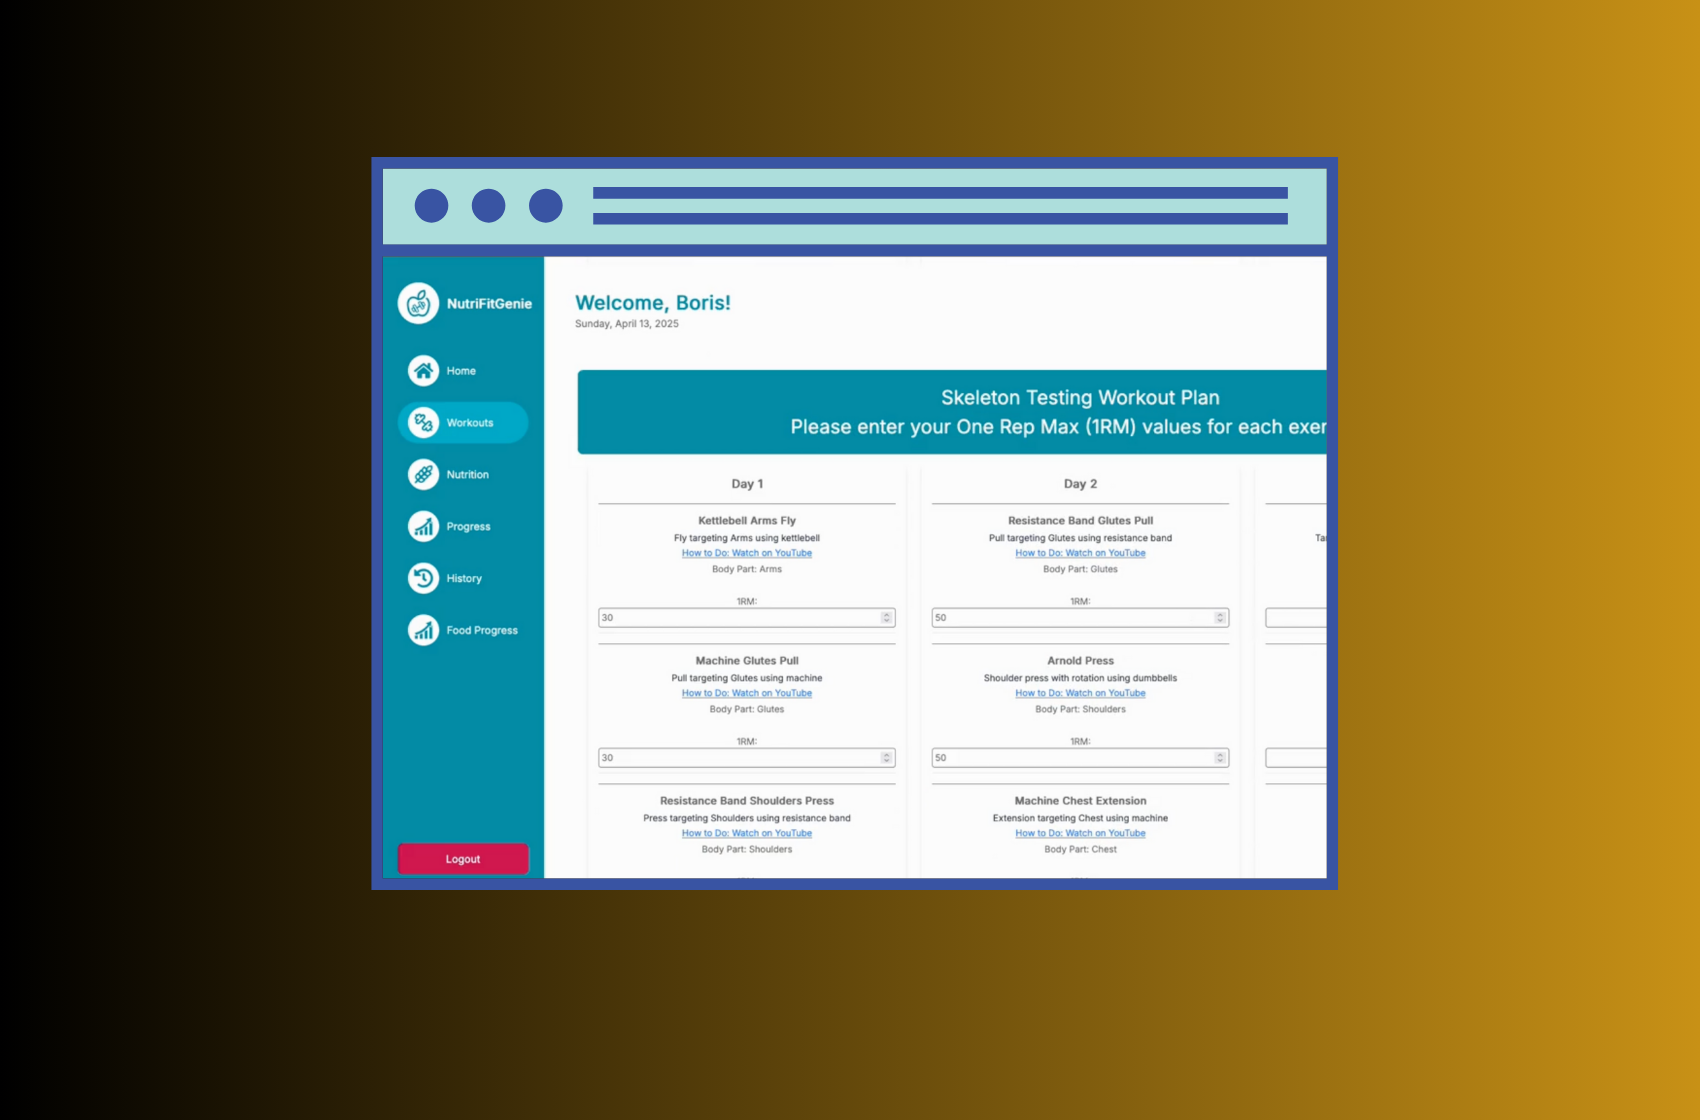 NutriFitGenie
Home
Workouts
Nutrition
Progress
History
Food Progress
Logout
Welcome, Boris!
Sunday, April 13, 2025
Skeleton Testing Workout Plan
Please enter your One Rep Max (1RM) values for each exer
Day 1
Kettlebell Arms Fly
Fly targeting Arms using kettlebell
How to Do: Watch on YouTube
Body Part: Arms
1RM:
30
Machine Glutes Pull
Pull targeting Glutes using machine
How to Do: Watch on YouTube
Body Part: Glutes
1RM:
30
Resistance Band Shoulders Press
Press targeting Shoulders using resistance band
How to Do: Watch on YouTube
Body Part: Shoulders
Day 2
Resistance Band Glutes Pull
Pull targeting Glutes using resistance band
How to Do: Watch on YouTube
Body Part: Glutes
1RM:
50
Arnold Press
Shoulder press with rotation using dumbbells
How to Do: Watch on YouTube
Body Part: Shoulders
1RM:
50
Machine Chest Extension
Extension targeting Chest using machine
How to Do: Watch on YouTube
Body Part: Chest
Ta